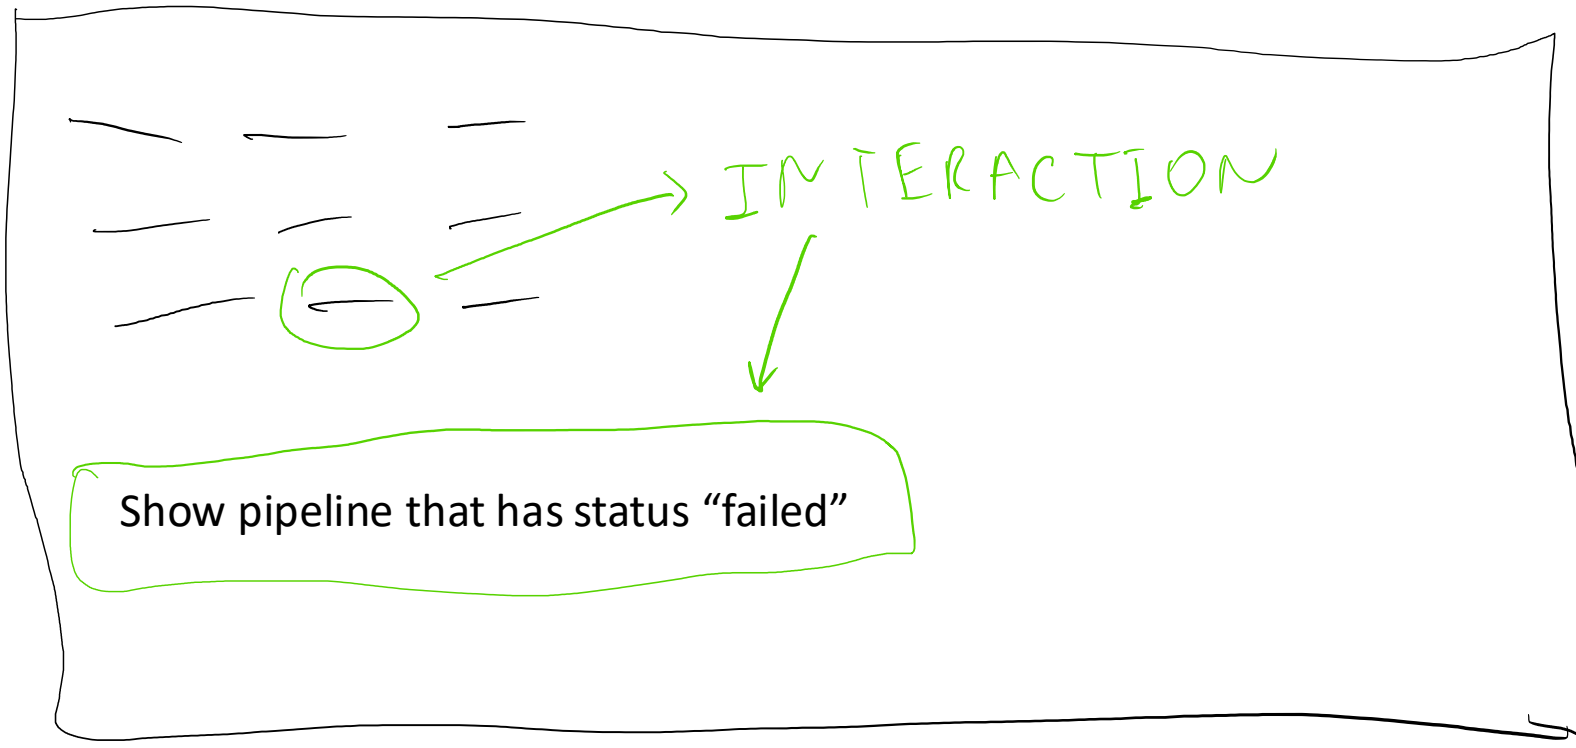 INTERACTION
Show pipeline that has status “failed”